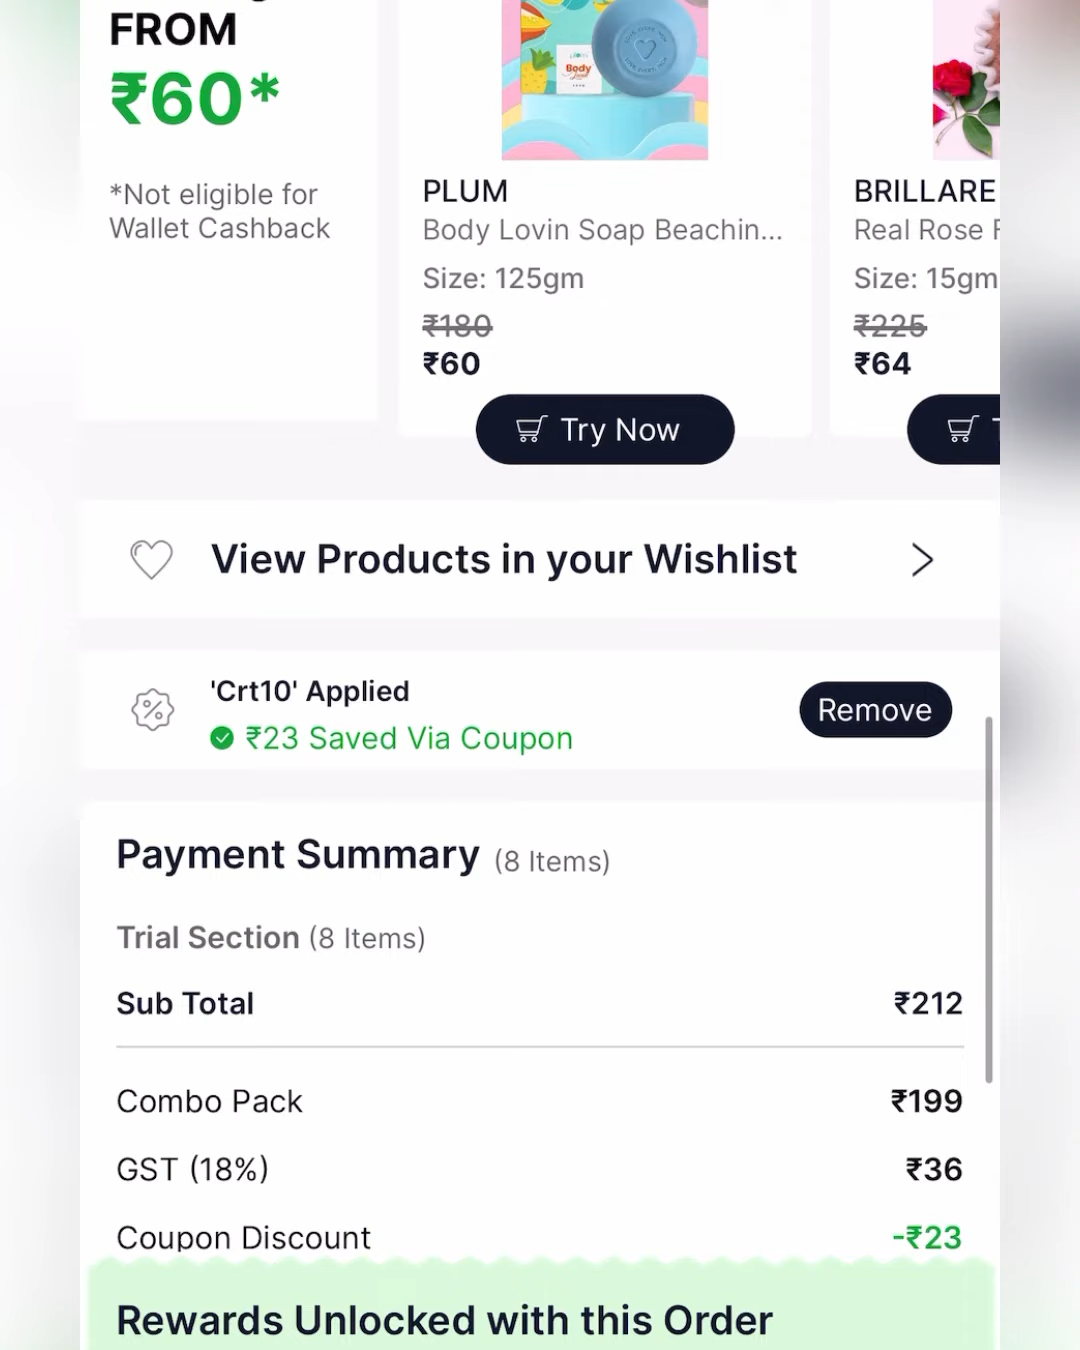 FROM
₹60*
*Not eligible for
Wallet Cashback
Body
PLUM
Body Lovin Soap Beachin...
Size: 125gm
₹180
₹60
Try Now
BRILLARE
Real Rose
Size: 15gm
₹225
₹64
View Products in your Wishlist
'Crt10' Applied
₹23 Saved Via Coupon
Remove
Payment Summary (8 Items)
Trial Section (8 Items)
Sub Total ₹212
Combo Pack ₹199
GST (18%) ₹36
Coupon Discount -₹23
Rewards Unlocked with this Order